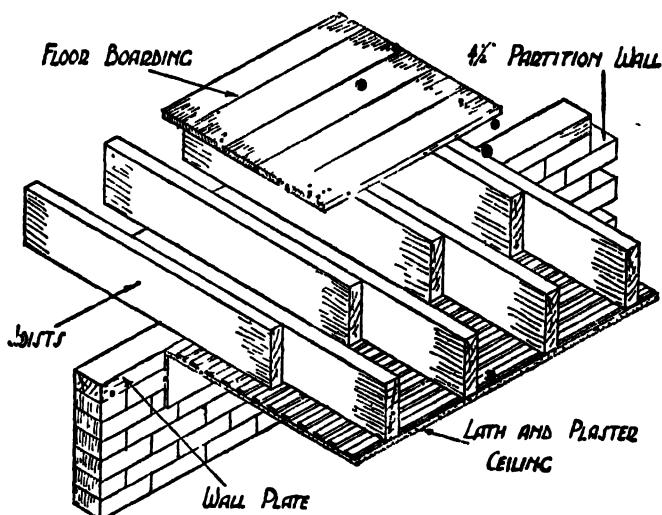 FLOOR BOARDING
4½" PARTITION WALL
JOISTS
LATH AND PLASTER
CEILING
WALL PLATE